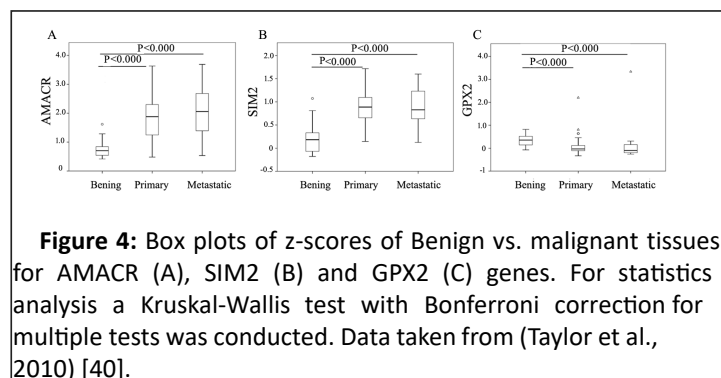 A
B
C
P<0.000
P<0.000
P<0.000
P<0.000
P<0.000
P<0.000
AMACR
4.0
3.0
2.0
1.0
0
SIM2
2.0
1.5
1.0
0.5
0
-0.5
GPX2
4.0
3.0
2.0
1.0
0
-1
Bening Primary Metastatic
Bening Primary Metastatic
Bening Primary Metastatic
Figure 4: Box plots of z-scores of Benign vs. malignant tissues
for AMACR (A), SIM2 (B) and GPX2 (C) genes. For statistics
analysis a Kruskal-Wallis test with Bonferroni correction for
multiple tests was conducted. Data taken from (Taylor et al.,
2010) [40].